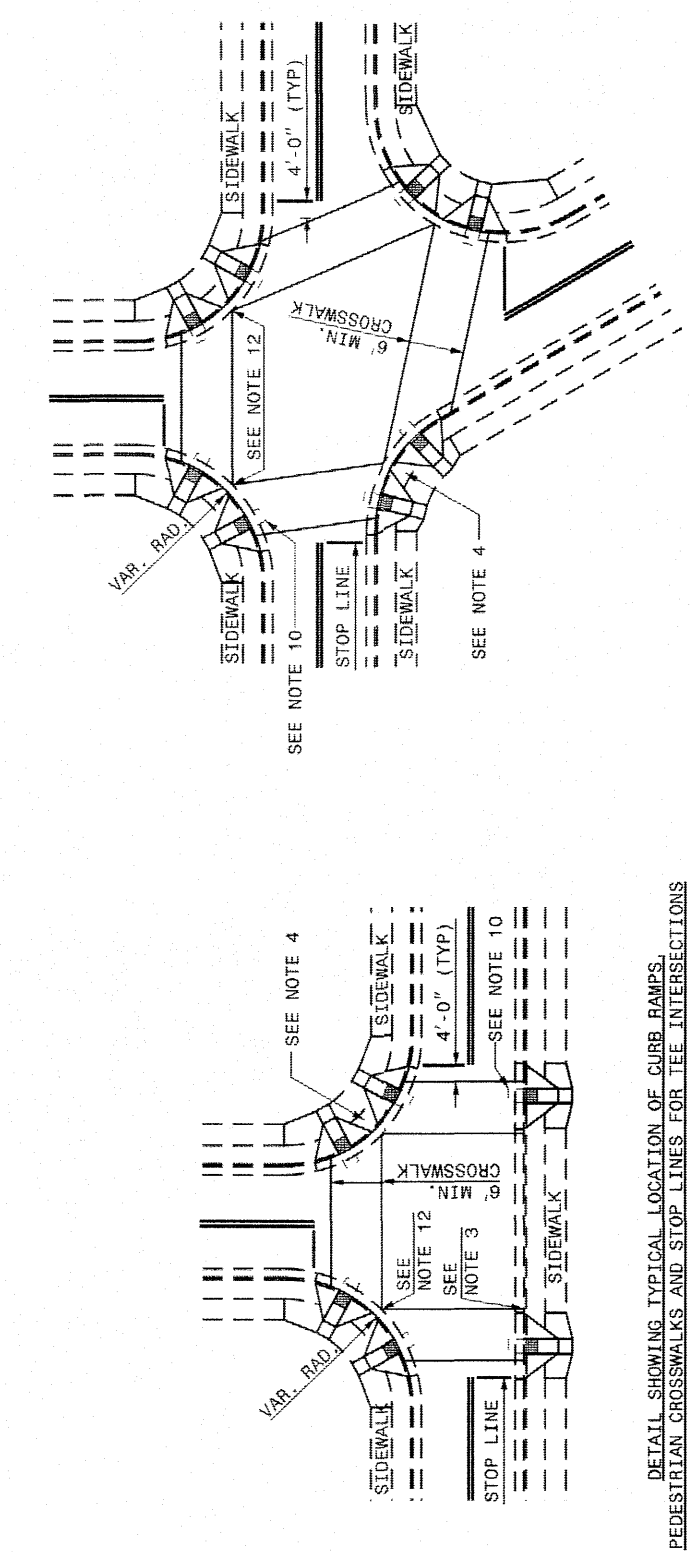 SIDEWALK
4'-0" (TYP)
SIDEWALK
6' MIN.
CROSSWALK
SEE NOTE 12
VAR. RAD.
SIDEWALK
SEE NOTE 10
STOP LINE
SIDEWALK
SEE NOTE 4
SEE NOTE 4
SIDEWALK
4'-0" (TYP)
SEE NOTE 10
6' MIN.
CROSSWALK
SEE
NOTE 12
SEE
NOTE 3
SIDEWALK
VAR. RAD.
SIDEWALK
STOP LINE
DETAIL SHOWING TYPICAL LOCATION OF CURB RAMPS,
PEDESTRIAN CROSSWALKS AND STOP LINES FOR TEE INTERSECTIONS